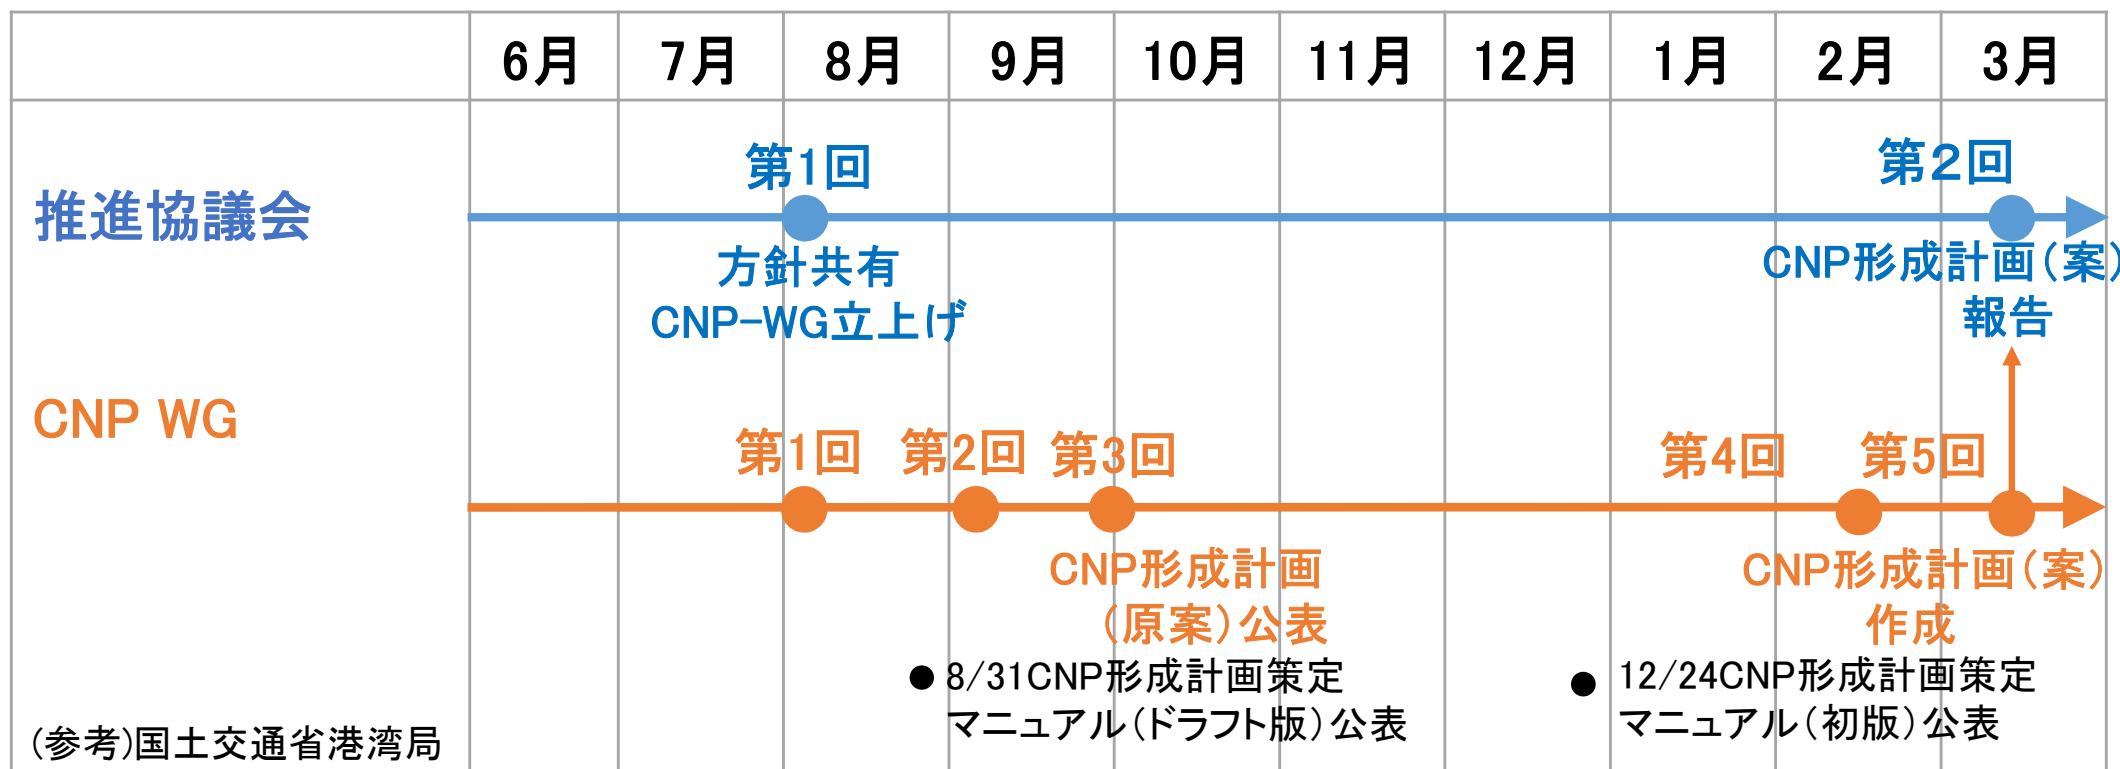 6月 7月 8月 9月 10月 11月 12月 1月 2月 3月
推進協議会
第1回
第2回
方針共有
CNP-WG立上げ
CNP形成計画(案)
報告
CNP WG
第1回 第2回 第3回 第4回 第5回
CNP形成計画
(原案)公表
CNP形成計画(案)
作成
● 8/31CNP形成計画策定
マニュアル(ドラフト版)公表
● 12/24CNP形成計画策定
マニュアル(初版)公表
(参考)国土交通省港湾局